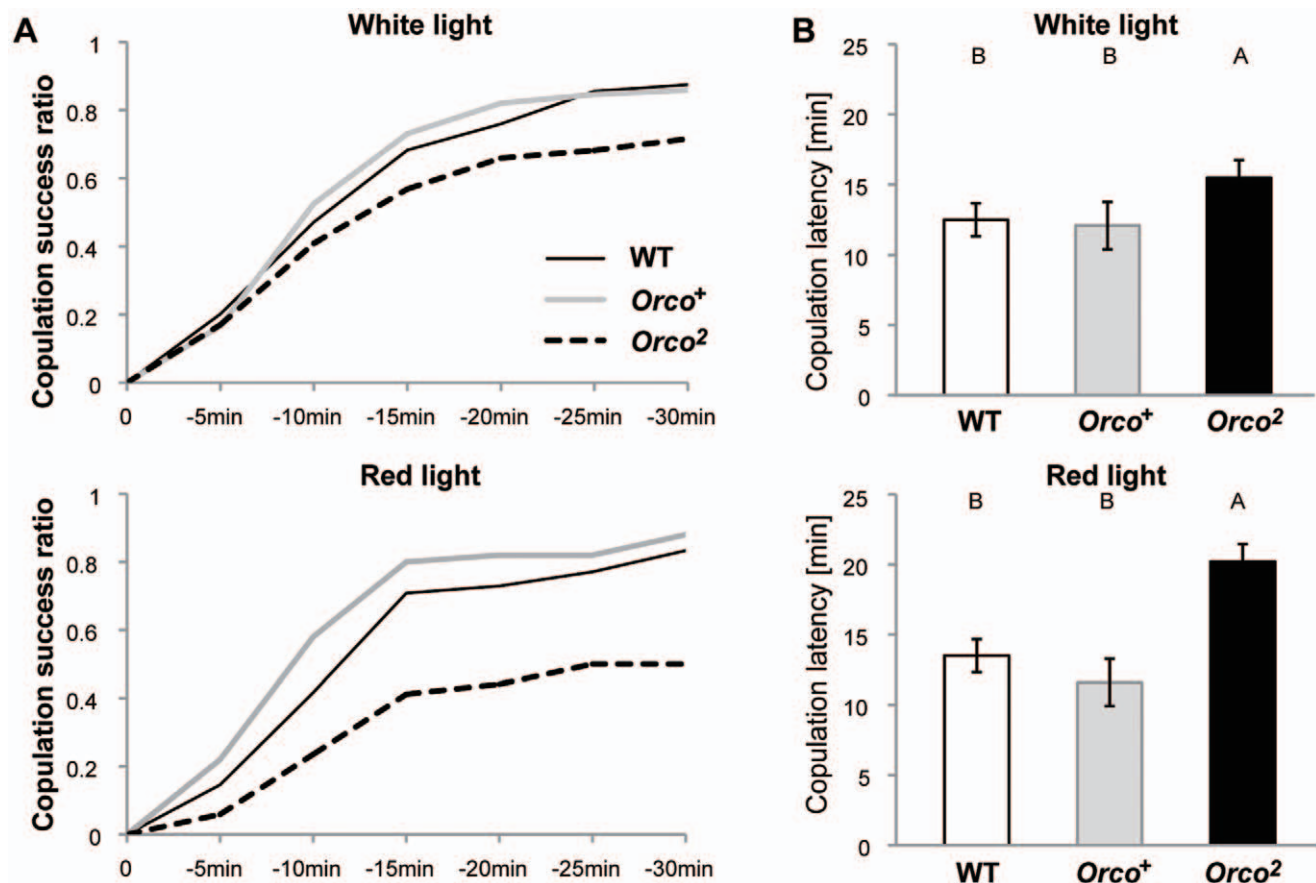 A
White light
Copulation success ratio
1
0.8
0.6
0.4
0.2
0
0 -5min -10min -15min -20min -25min -30min
WT
Orco⁺
Orco²
B
White light
Copulation latency [min]
25
20
15
10
5
0
B B A
WT Orco⁺ Orco²
Red light
Copulation success ratio
1
0.8
0.6
0.4
0.2
0
0 -5min -10min -15min -20min -25min -30min
Red light
Copulation latency [min]
25
20
15
10
5
0
B B A
WT Orco⁺ Orco²